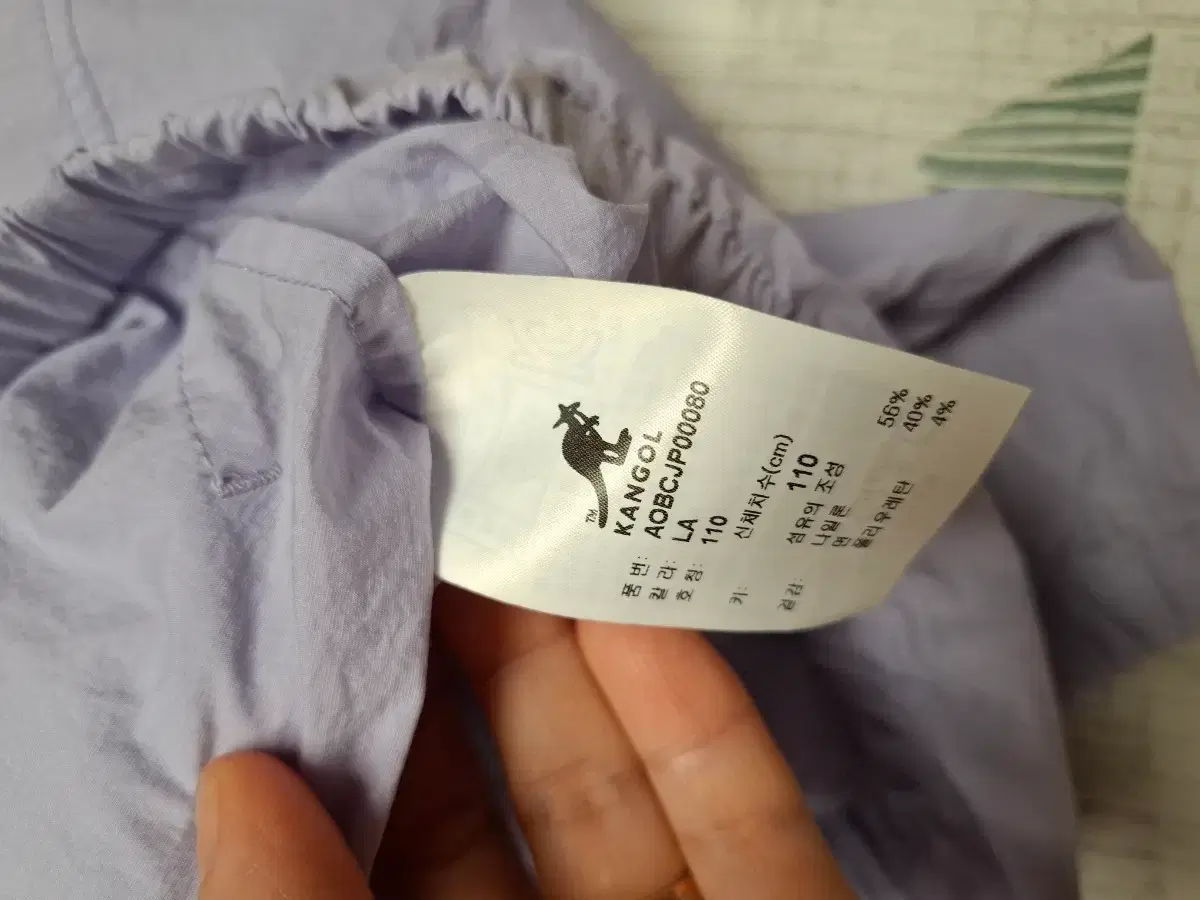 TM
KANGOL
품 번: AOBCJP00080
칼 라: LA
호 칭: 110
신체치수(cm)
키: 110
섬유의 조성
겉감: 나일론 56%
면 40%
폴리우레탄 4%